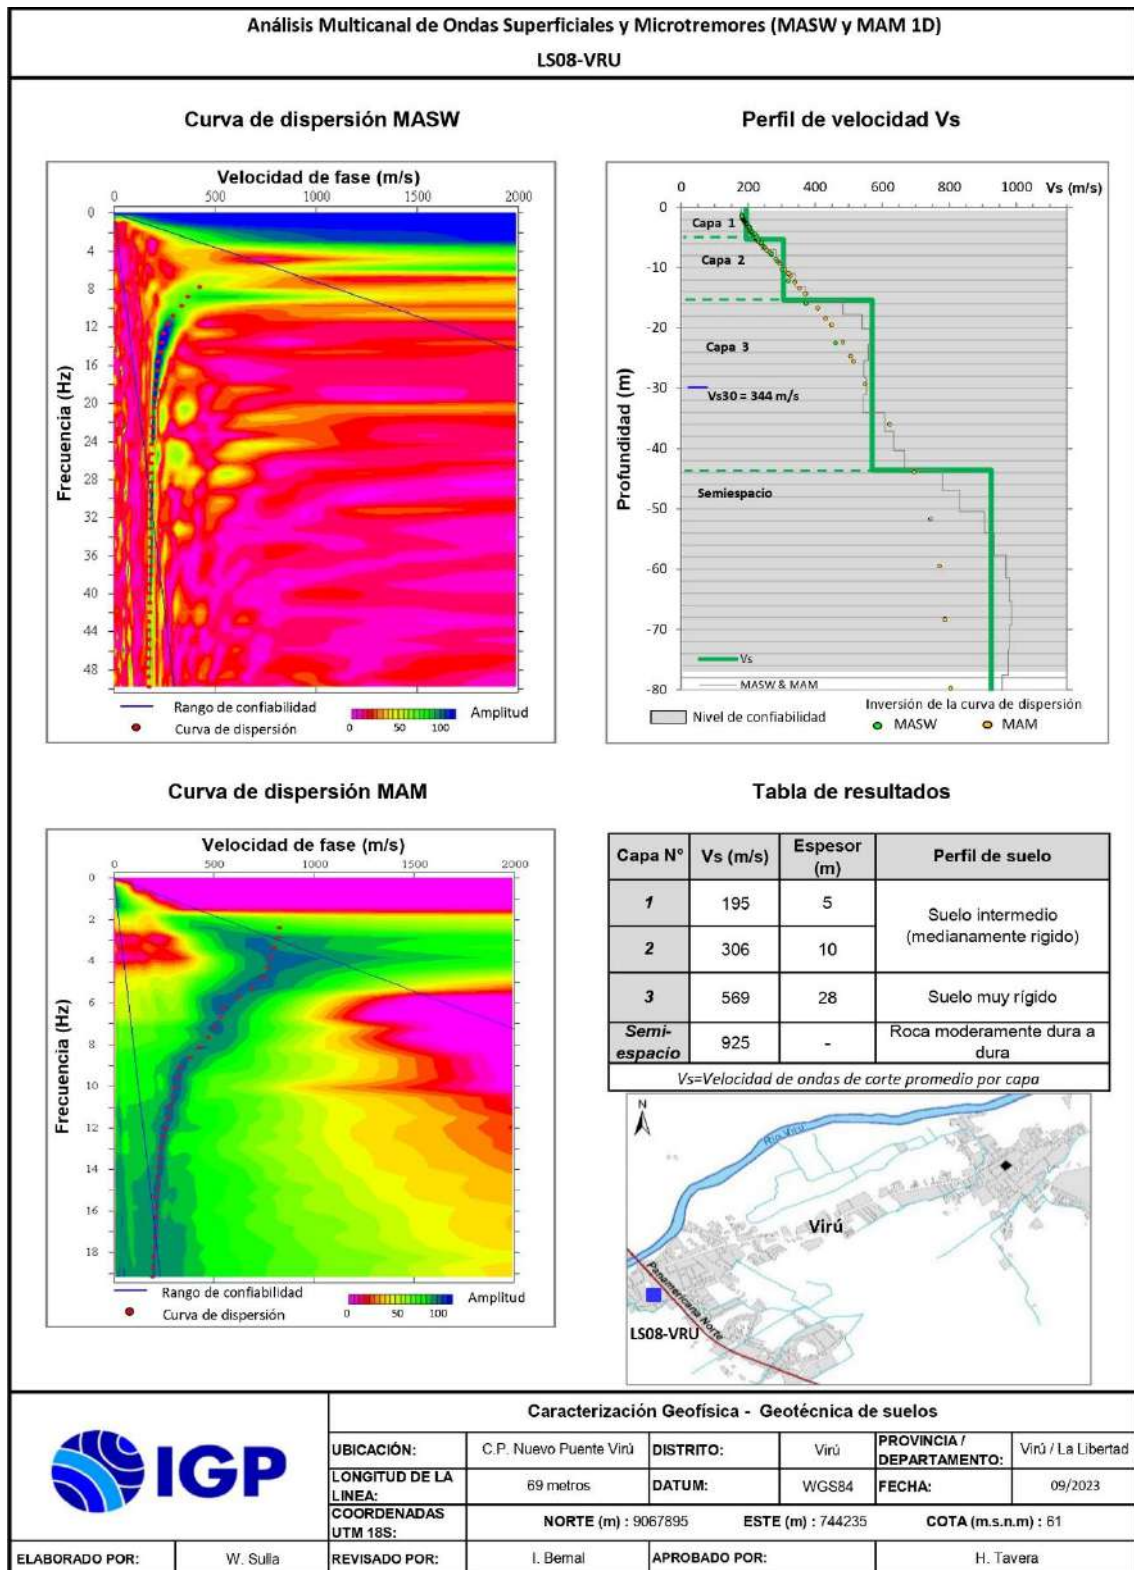 Análisis Multicanal de Ondas Superficiales y Microtremores (MASW y MAM 1D)
LS08-VRU
Curva de dispersión MASW
Velocidad de fase (m/s)
0 500 1000 1500 2000
Frecuencia (Hz)
0
4
8
12
16
20
24
28
32
36
40
44
48
Rango de confiabilidad
Curva de dispersión
0 50 100
Amplitud
Perfil de velocidad Vs
0 200 400 600 800 1000 Vs (m/s)
Profundidad (m)
0
-10
-20
-30
-40
-50
-60
-70
-80
Capa 1
Capa 2
Capa 3
Vs30 = 344 m/s
Semiespacio
Vs
MASW & MAM
Nivel de confiabilidad
Inversión de la curva de dispersión
MASW MAM
Curva de dispersión MAM
Velocidad de fase (m/s)
0 500 1000 1500 2000
Frecuencia (Hz)
0
2
4
6
8
10
12
14
16
18
Rango de confiabilidad
Curva de dispersión
0 50 100
Amplitud
Tabla de resultados
Capa Nº Vs (m/s) Espesor (m) Perfil de suelo
1 195 5 Suelo intermedio (medianamente rigido)
2 306 10
3 569 28 Suelo muy rígido
Semi-espacio 925 - Roca moderamente dura a dura
Vs=Velocidad de ondas de corte promedio por capa
N
Río Virú
Virú
Panamericana Norte
LS08-VRU
IGP
Caracterización Geofísica - Geotécnica de suelos
UBICACIÓN: C.P. Nuevo Puente Virú DISTRITO: Virú PROVINCIA / DEPARTAMENTO: Virú / La Libertad
LONGITUD DE LA LINEA: 69 metros DATUM: WGS84 FECHA: 09/2023
COORDENADAS UTM 18S: NORTE (m) : 9067895 ESTE (m) : 744235 COTA (m.s.n.m) : 61
ELABORADO POR: W. Sulla REVISADO POR: I. Bernal APROBADO POR: H. Tavera